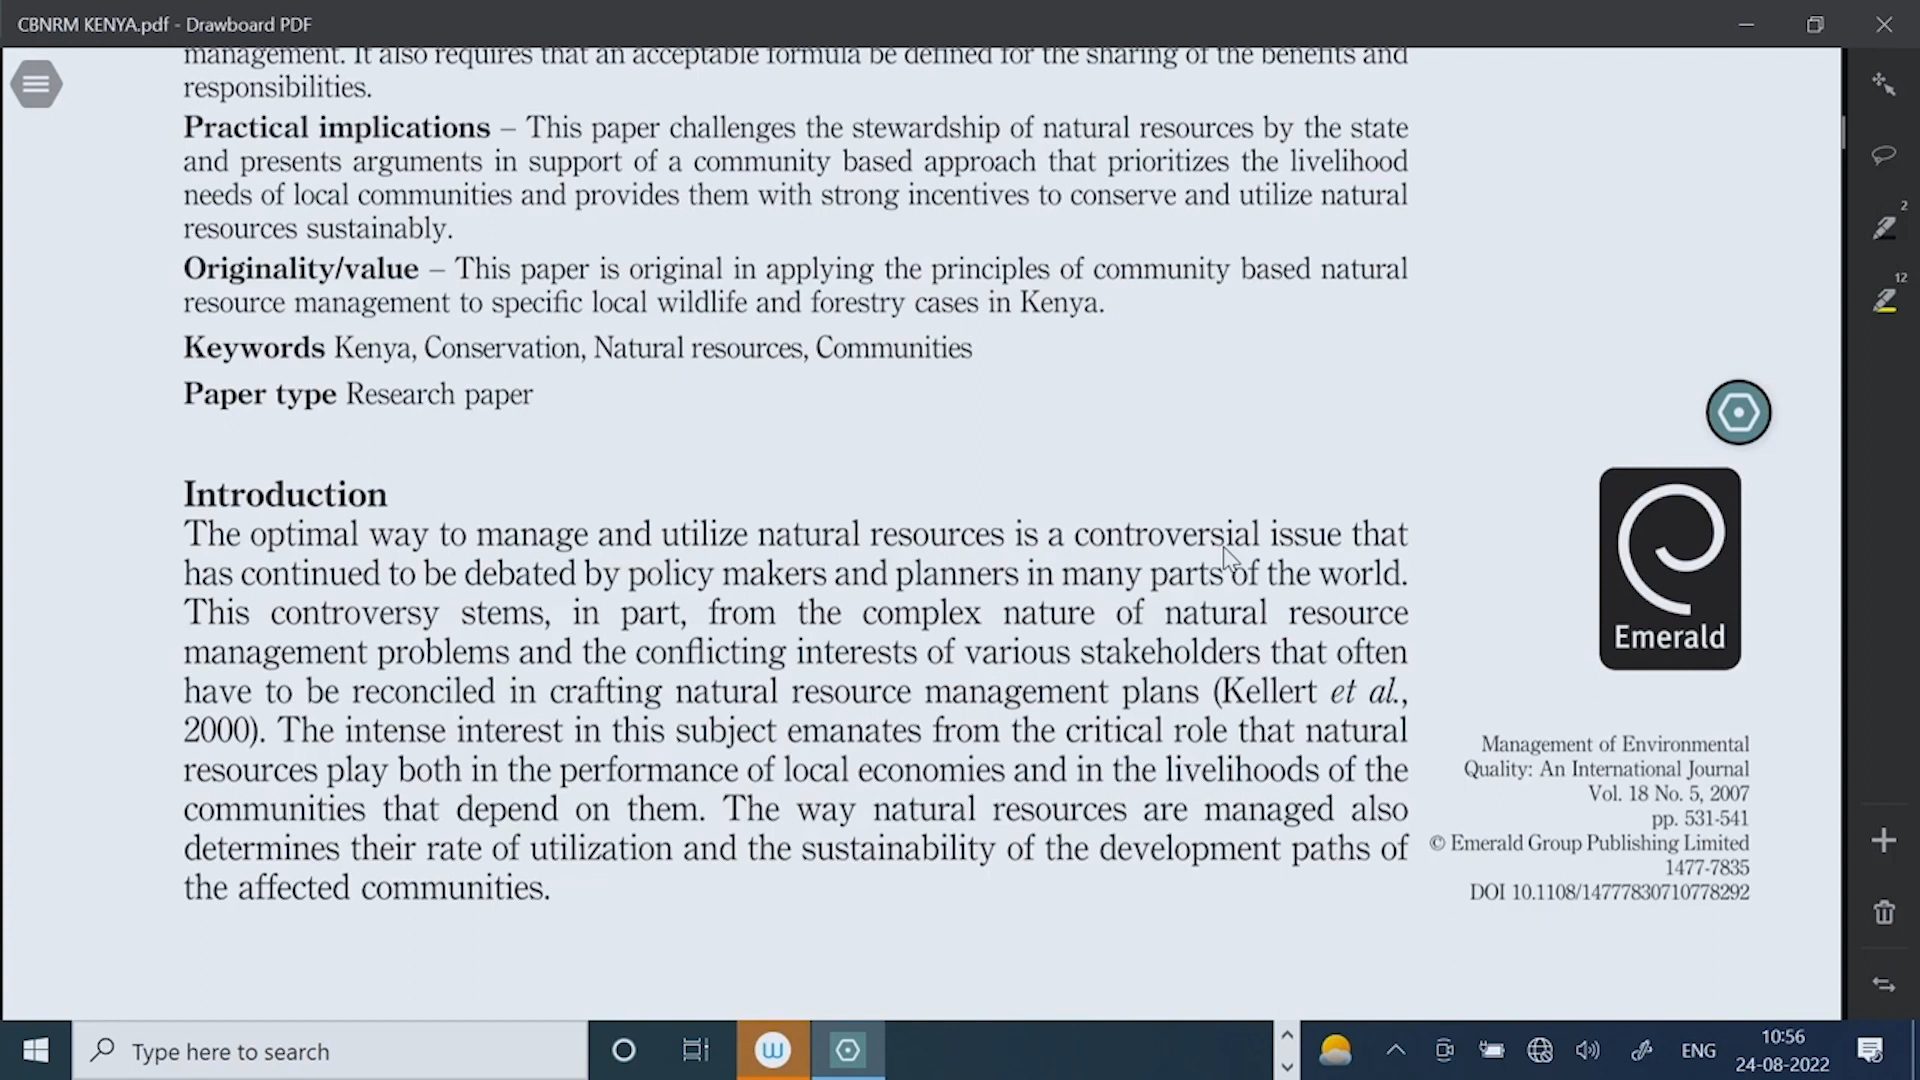 CBNRM KENYA.pdf - Drawboard PDF
management. It also requires that an acceptable formula be defined for the sharing of the benefits and
responsibilities.
Practical implications – This paper challenges the stewardship of natural resources by the state
and presents arguments in support of a community based approach that prioritizes the livelihood
needs of local communities and provides them with strong incentives to conserve and utilize natural
resources sustainably.
Originality/value – This paper is original in applying the principles of community based natural
resource management to specific local wildlife and forestry cases in Kenya.
Keywords Kenya, Conservation, Natural resources, Communities
Paper type Research paper
Introduction
The optimal way to manage and utilize natural resources is a controversial issue that
has continued to be debated by policy makers and planners in many parts of the world.
This controversy stems, in part, from the complex nature of natural resource
management problems and the conflicting interests of various stakeholders that often
have to be reconciled in crafting natural resource management plans (Kellert et al.,
2000). The intense interest in this subject emanates from the critical role that natural
resources play both in the performance of local economies and in the livelihoods of the
communities that depend on them. The way natural resources are managed also
determines their rate of utilization and the sustainability of the development paths of
the affected communities.
Emerald
Management of Environmental
Quality: An International Journal
Vol. 18 No. 5, 2007
pp. 531-541
© Emerald Group Publishing Limited
1477-7835
DOI 10.1108/14777830710778292
2
12
Type here to search
W
ENG
10:56
24-08-2022